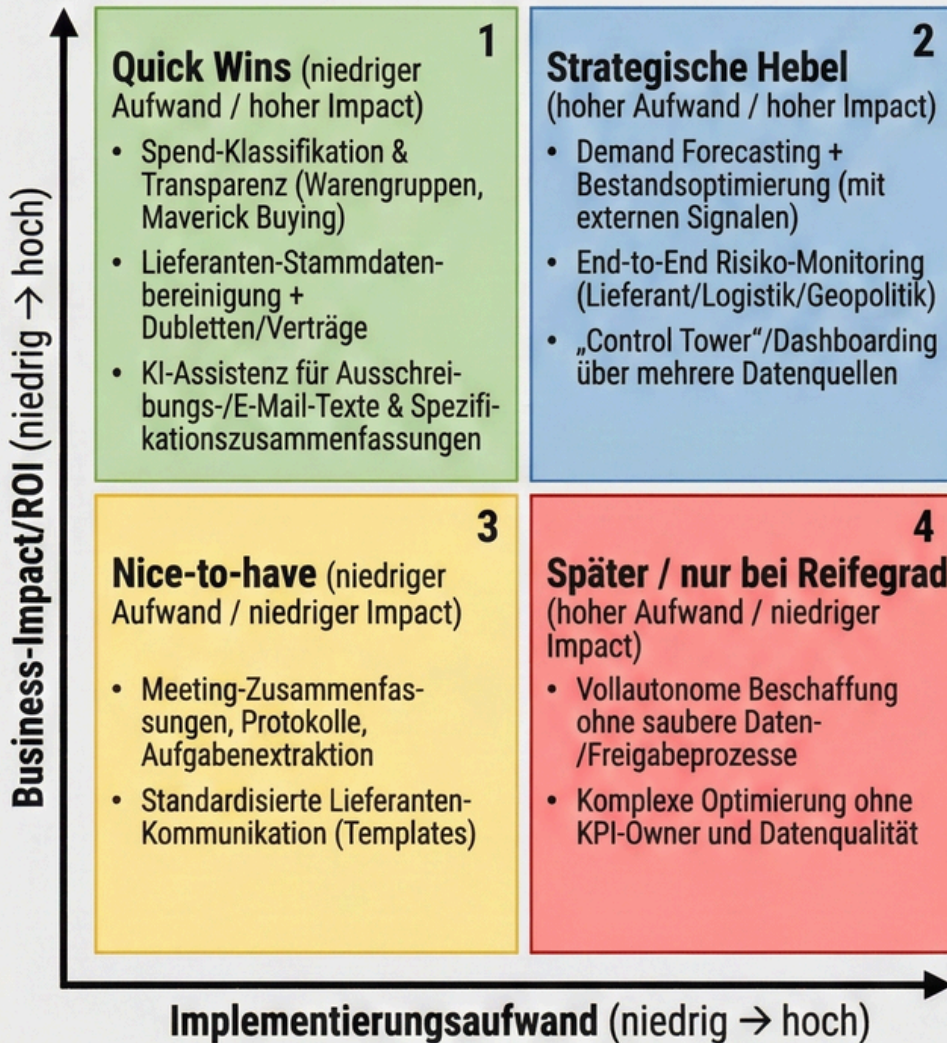 Business-Impact/ROI (niedrig → hoch)
1
Quick Wins (niedriger
Aufwand / hoher Impact)
• Spend-Klassifikation &
Transparenz (Warengruppen,
Maverick Buying)
• Lieferanten-Stammdaten-
bereinigung +
Dubletten/Verträge
• KI-Assistenz für Ausschrei-
bungs-/E-Mail-Texte & Spezifi-
kationszusammenfassungen
2
Strategische Hebel
(hoher Aufwand / hoher Impact)
• Demand Forecasting +
Bestandsoptimierung (mit
externen Signalen)
• End-to-End Risiko-Monitoring
(Lieferant/Logistik/Geopolitik)
• „Control Tower“/Dashboarding
über mehrere Datenquellen
3
Nice-to-have (niedriger
Aufwand / niedriger Impact)
• Meeting-Zusammenfas-
sungen, Protokolle,
Aufgabenextraktion
• Standardisierte Lieferanten-
Kommunikation (Templates)
4
Später / nur bei Reifegrad
(hoher Aufwand / niedriger
Impact)
• Vollautonome Beschaffung
ohne saubere Daten-
/Freigabeprozesse
• Komplexe Optimierung ohne
KPI-Owner und Datenqualität
Implementierungsaufwand (niedrig → hoch)